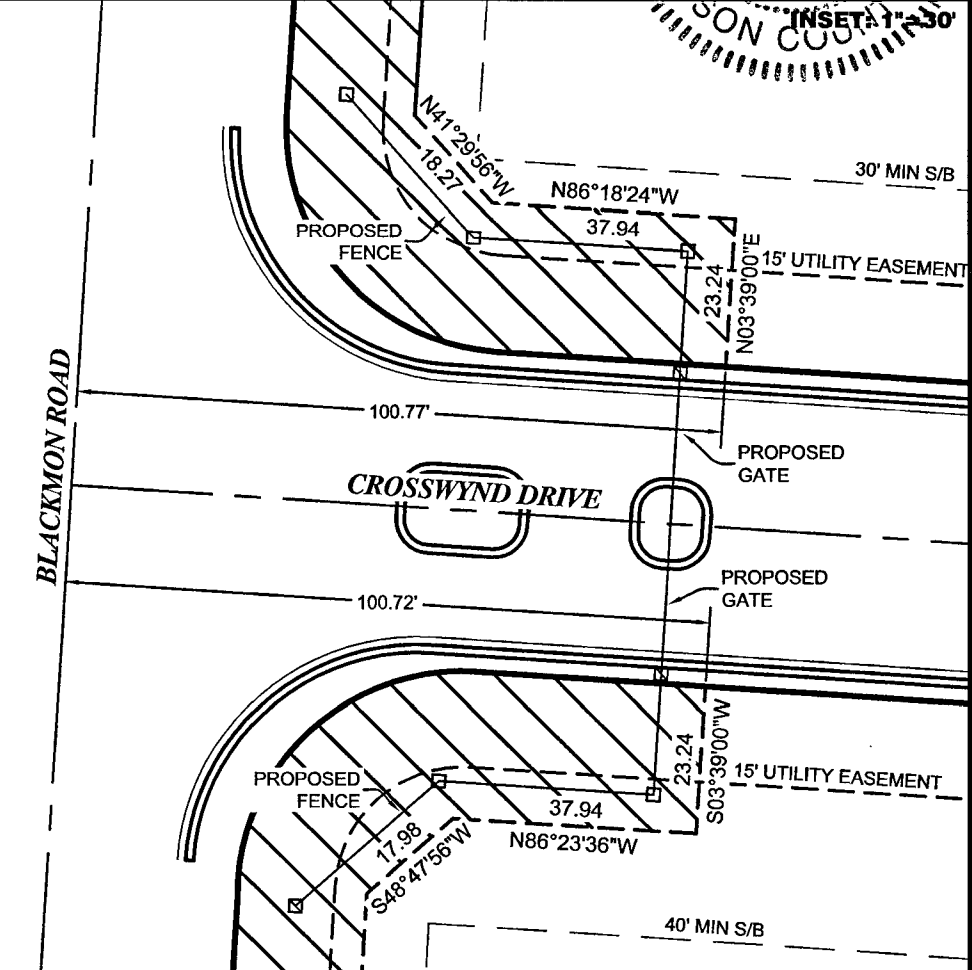 INSET: 1"=30'
SON COUN
N41°29'56"W
18.27
N86°18'24"W
37.94
30' MIN S/B
PROPOSED
FENCE
15' UTILITY EASEMENT
23.24
N03°39'00"E
BLACKMON ROAD
100.77'
PROPOSED
GATE
CROSSWYND DRIVE
PROPOSED
GATE
100.72'
PROPOSED
FENCE
17.98
S48°47'56"W
37.94
N86°23'36"W
23.24
S03°39'00"W
15' UTILITY EASEMENT
40' MIN S/B